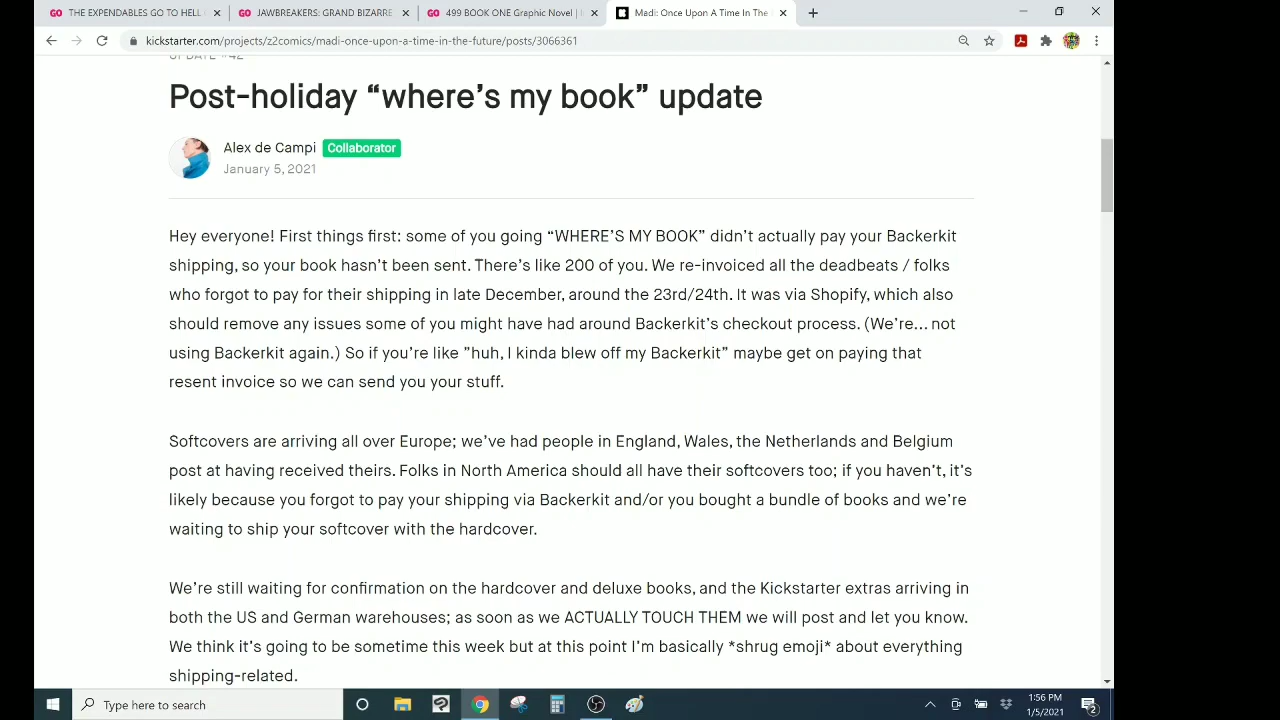 THE EXPENDABLES GO TO HELL
JAWBREAKERS: GRAND BIZARRE
499 BOOK ONE Graphic Novel | I
Madi: Once Upon A Time In The
kickstarter.com/projects/z2comics/madi-once-upon-a-time-in-the-future/posts/3066361
UPDATE #42
Post-holiday “where’s my book” update
Alex de Campi Collaborator
January 5, 2021
Hey everyone! First things first: some of you going “WHERE’S MY BOOK” didn’t actually pay your Backerkit
shipping, so your book hasn’t been sent. There’s like 200 of you. We re-invoiced all the deadbeats / folks
who forgot to pay for their shipping in late December, around the 23rd/24th. It was via Shopify, which also
should remove any issues some of you might have had around Backerkit’s checkout process. (We’re... not
using Backerkit again.) So if you’re like ”huh, I kinda blew off my Backerkit” maybe get on paying that
resent invoice so we can send you your stuff.
Softcovers are arriving all over Europe; we’ve had people in England, Wales, the Netherlands and Belgium
post at having received theirs. Folks in North America should all have their softcovers too; if you haven’t, it’s
likely because you forgot to pay your shipping via Backerkit and/or you bought a bundle of books and we’re
waiting to ship your softcover with the hardcover.
We’re still waiting for confirmation on the hardcover and deluxe books, and the Kickstarter extras arriving in
both the US and German warehouses; as soon as we ACTUALLY TOUCH THEM we will post and let you know.
We think it’s going to be sometime this week but at this point I’m basically *shrug emoji* about everything
shipping-related.
Type here to search
1:56 PM
1/5/2021
2